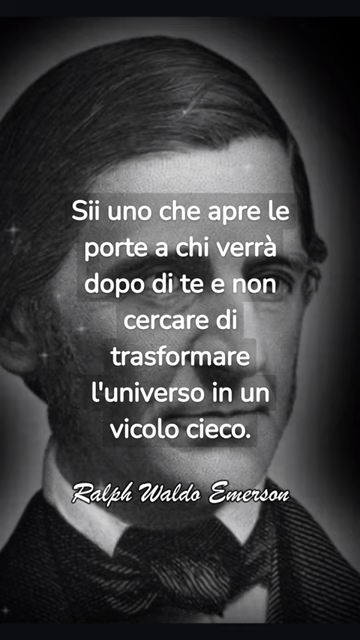 Sii uno che apre le
porte a chi verrà
dopo di te e non
cercare di
trasformare
l'universo in un
vicolo cieco.
Ralph Waldo Emerson